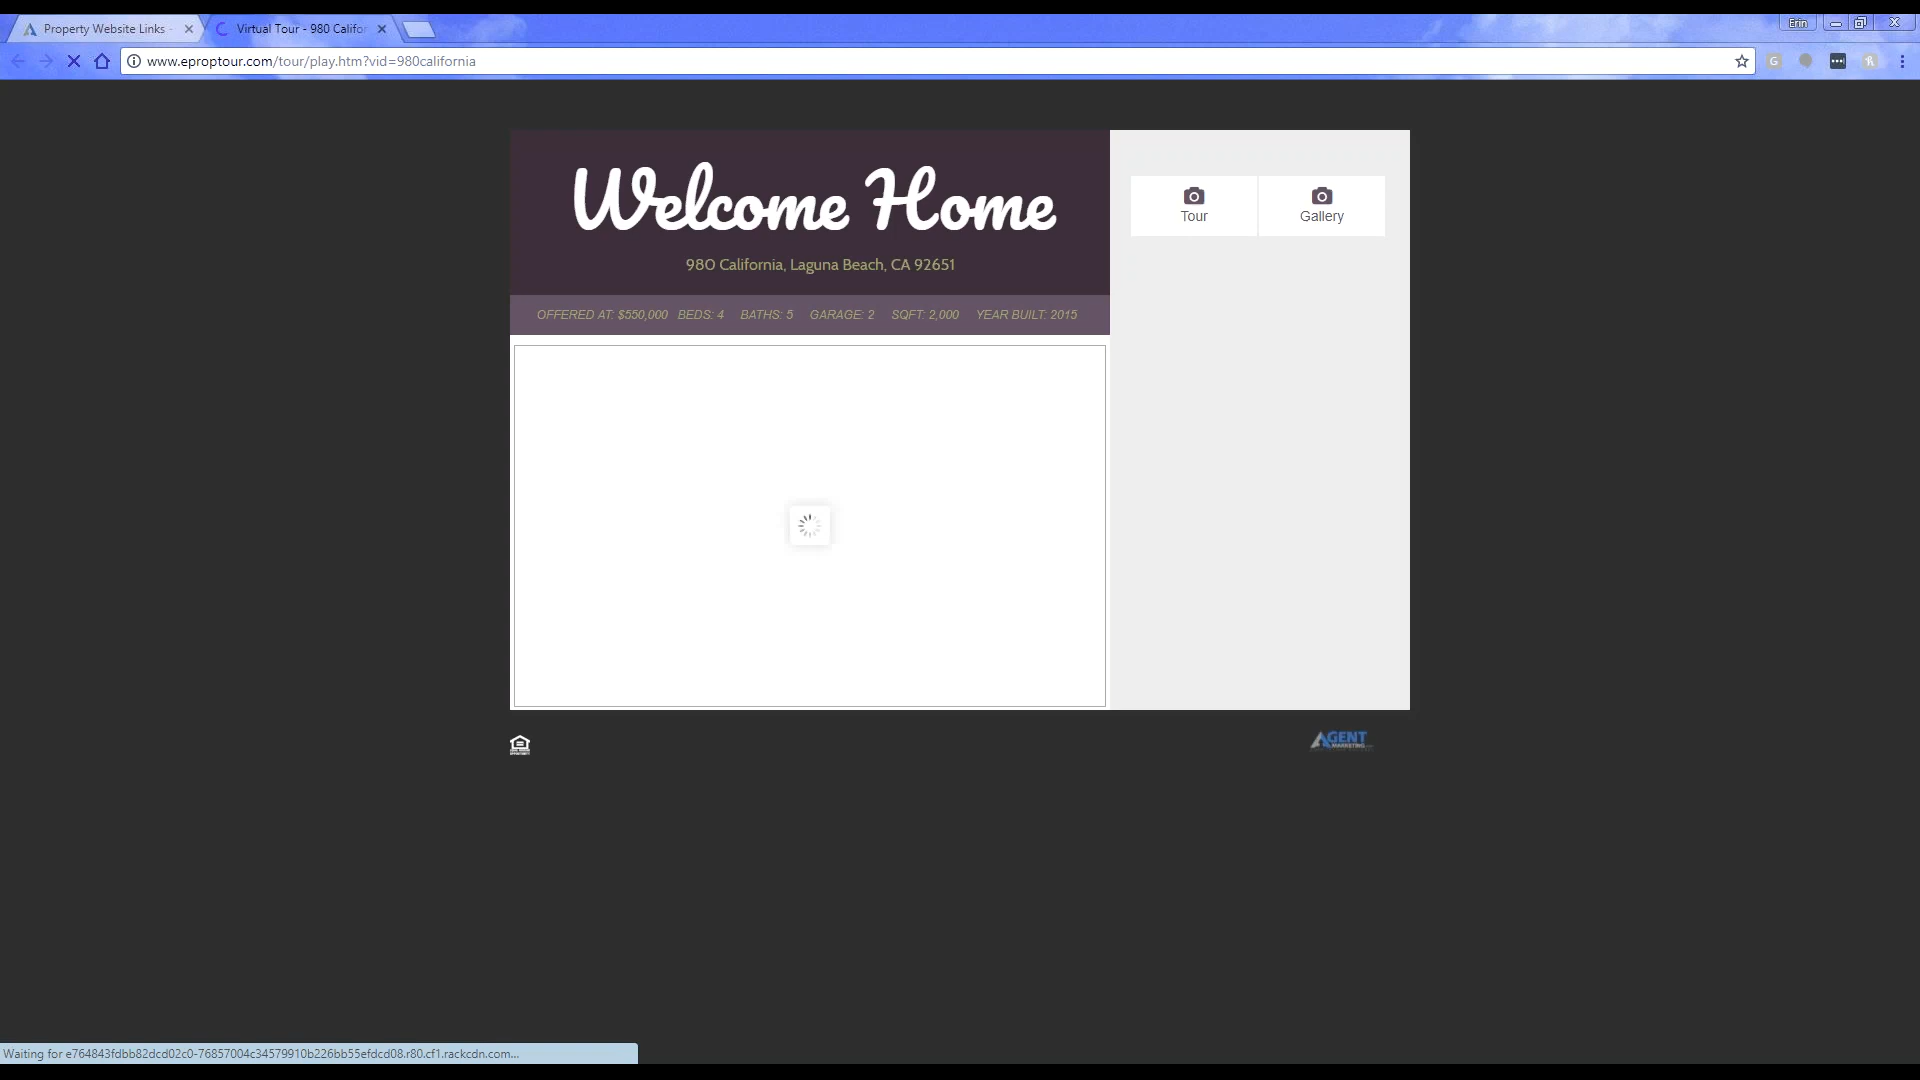 Property Website Links -
Virtual Tour - 980 Califo
Erin
www.eproptour.com/tour/play.htm?vid=980california
G
Welcome Home
980 California, Laguna Beach, CA 92651
OFFERED AT: $550,000 BEDS: 4 BATHS: 5 GARAGE: 2 SQFT: 2,000 YEAR BUILT: 2015
Tour
Gallery
AGENT
MARKETING
Waiting for e764843fdbb82dcd02c0-76857004c34579910b226bb55efdcd08.r80.cf1.rackcdn.com...